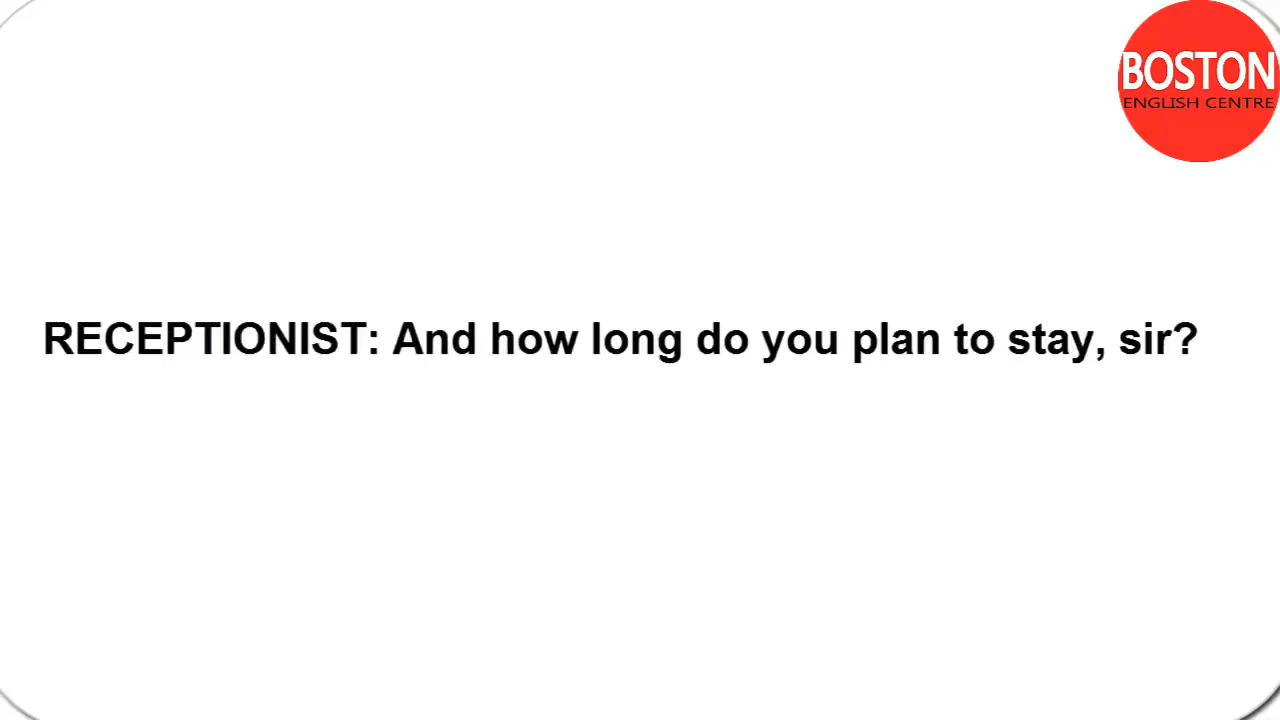 BOSTON
ENGLISH CENTRE
RECEPTIONIST: And how long do you plan to stay, sir?